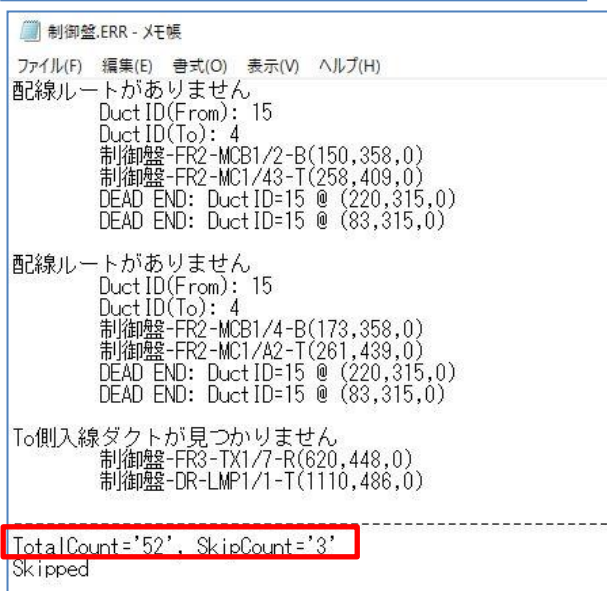 制御盤.ERR - メモ帳
ファイル(F) 編集(E) 書式(O) 表示(V) ヘルプ(H)
配線ルートがありません
DuctID(From): 15
DuctID(To): 4
制御盤-FR2-MCB1/2-B(150,358,0)
制御盤-FR2-MC1/43-T(258,409,0)
DEAD END: DuctID=15 @ (220,315,0)
DEAD END: DuctID=15 @ (83,315,0)
配線ルートがありません
DuctID(From): 15
DuctID(To): 4
制御盤-FR2-MCB1/4-B(173,358,0)
制御盤-FR2-MC1/A2-T(261,439,0)
DEAD END: DuctID=15 @ (220,315,0)
DEAD END: DuctID=15 @ (83,315,0)
To側入線ダクトが見つかりません
制御盤-FR3-TX1/7-R(620,448,0)
制御盤-DR-LMP1/1-T(1110,486,0)
TotalCount='52', SkipCount='3'
Skipped